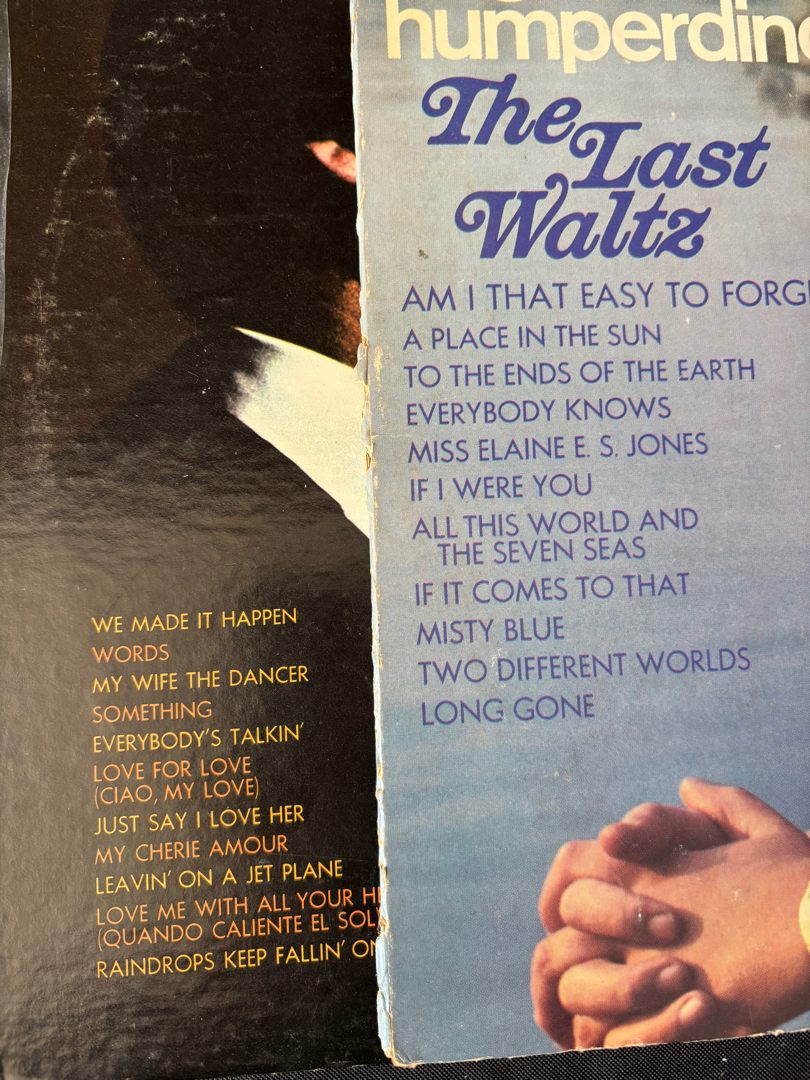 humperdinc
The Last
Waltz
AM I THAT EASY TO FORG
A PLACE IN THE SUN
TO THE ENDS OF THE EARTH
EVERYBODY KNOWS
MISS ELAINE E. S. JONES
IF I WERE YOU
ALL THIS WORLD AND
THE SEVEN SEAS
IF IT COMES TO THAT
MISTY BLUE
TWO DIFFERENT WORLDS
LONG GONE
WE MADE IT HAPPEN
WORDS
MY WIFE THE DANCER
SOMETHING
EVERYBODY'S TALKIN'
LOVE FOR LOVE
(CIAO, MY LOVE)
JUST SAY I LOVE HER
MY CHERIE AMOUR
LEAVIN' ON A JET PLANE
LOVE ME WITH ALL YOUR HE
(QUANDO CALIENTE EL SOL)
RAINDROPS KEEP FALLIN' ON